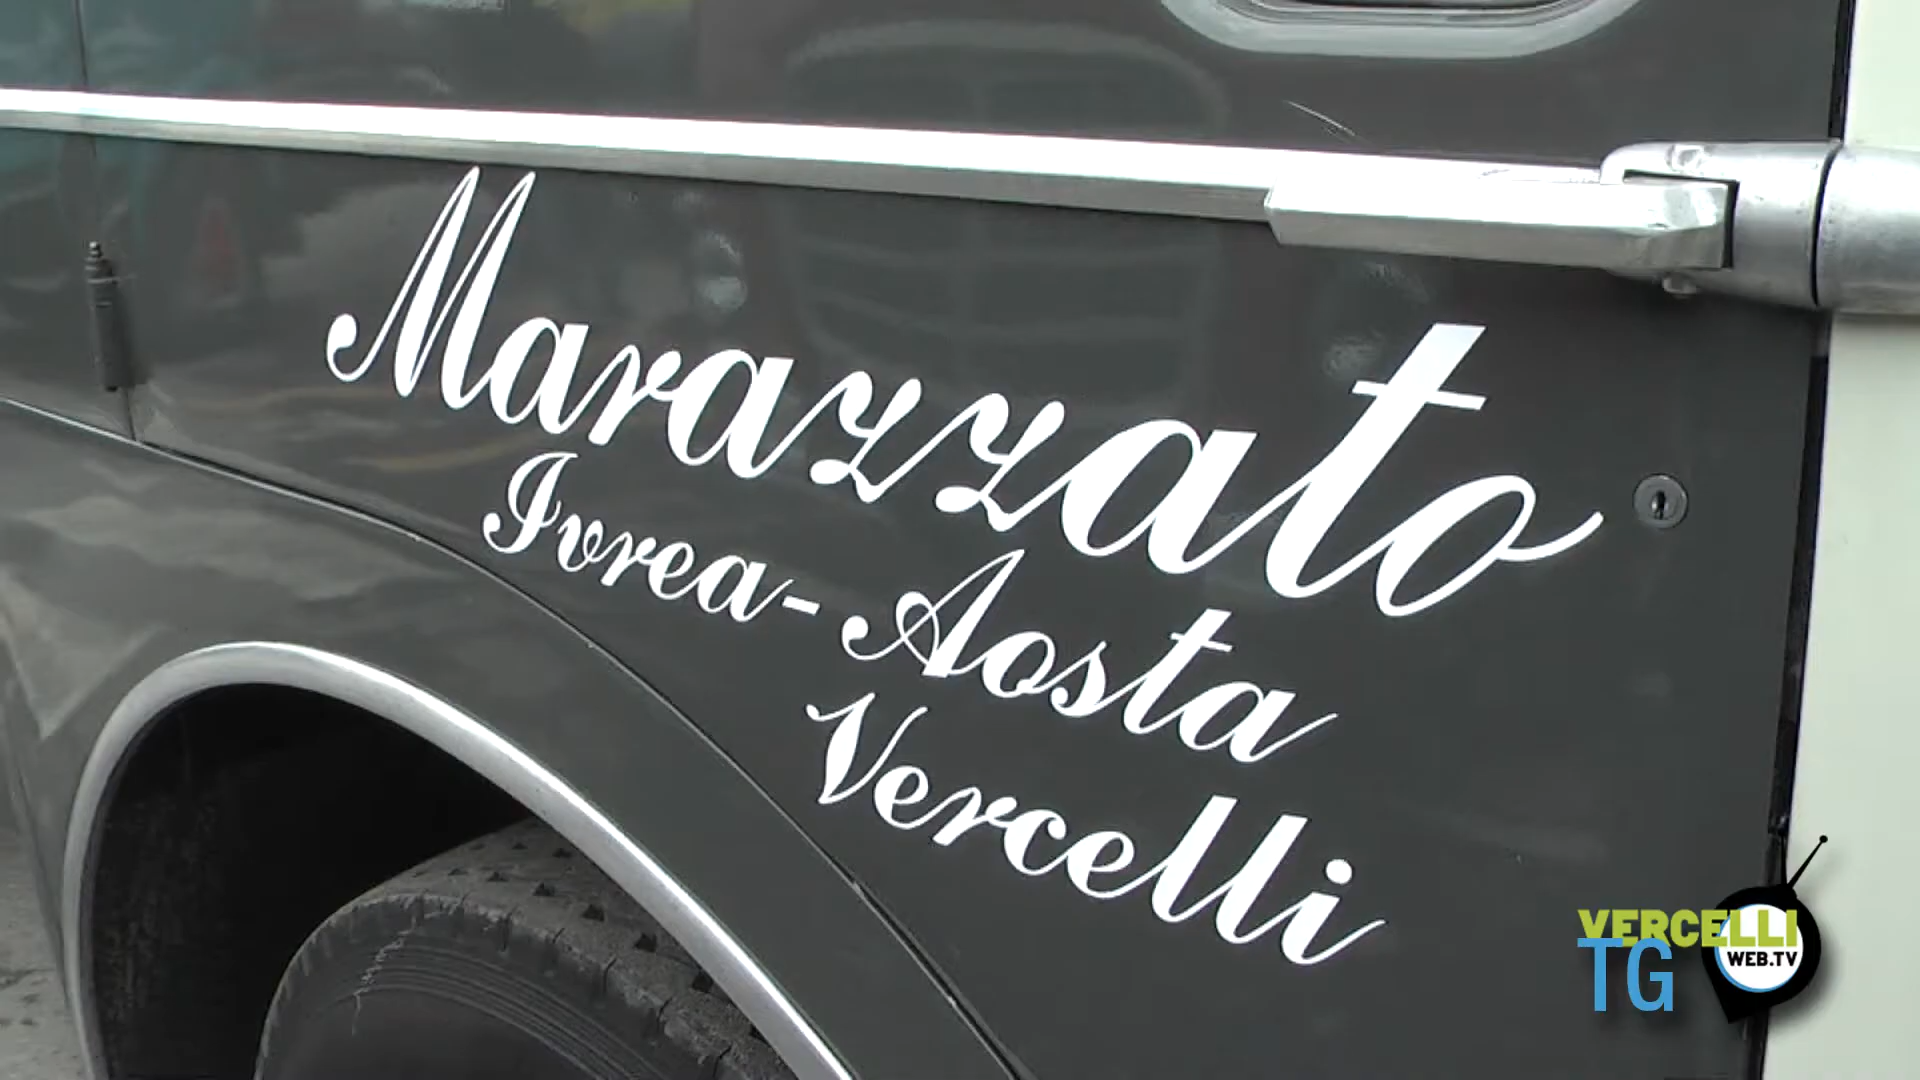 Marazzato
Ivrea-Aosta
Vercelli
VERCELLI
WEB.TV
TG